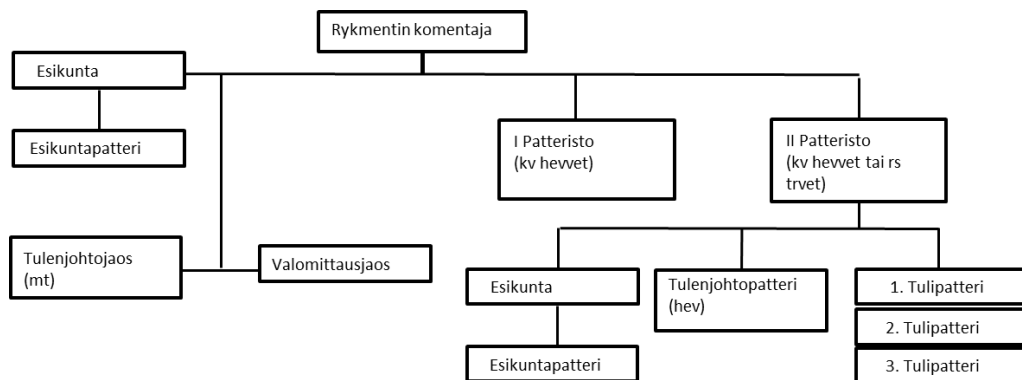 Rykmentin komentaja
Esikunta
Esikuntapatteri
I Patteristo
(kv hevvet)
II Patteristo
(kv hevvet tai rs
trvet)
Tulenjohtojaos
(mt)
Valomittausjaos
Esikunta
Esikuntapatteri
Tulenjohtopatteri
(hev)
1. Tulipatteri
2. Tulipatteri
3. Tulipatteri